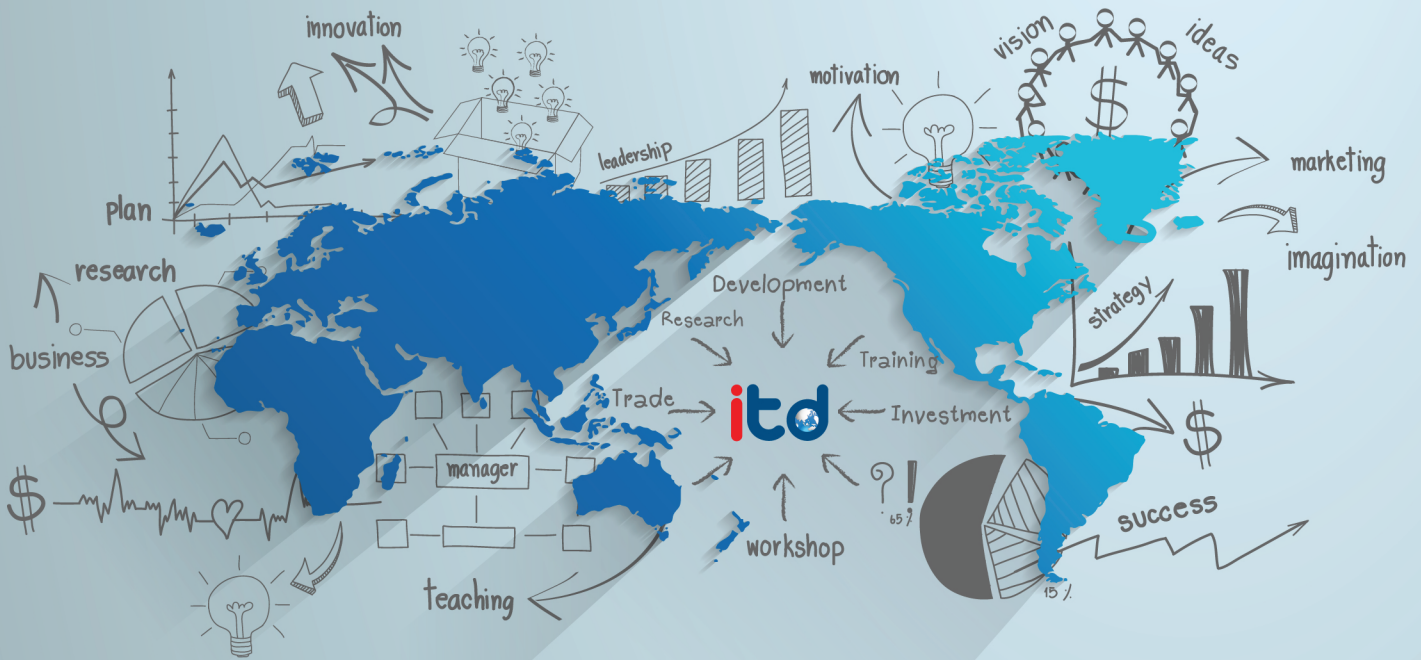 innovation
vision
ideas
motivation
leadership
$
marketing
plan
research
imagination
Development
strategy
Research
business
Training
Trade
itd
Investment
$
manager
? !
65 %
$
success
workshop
teaching
15 %